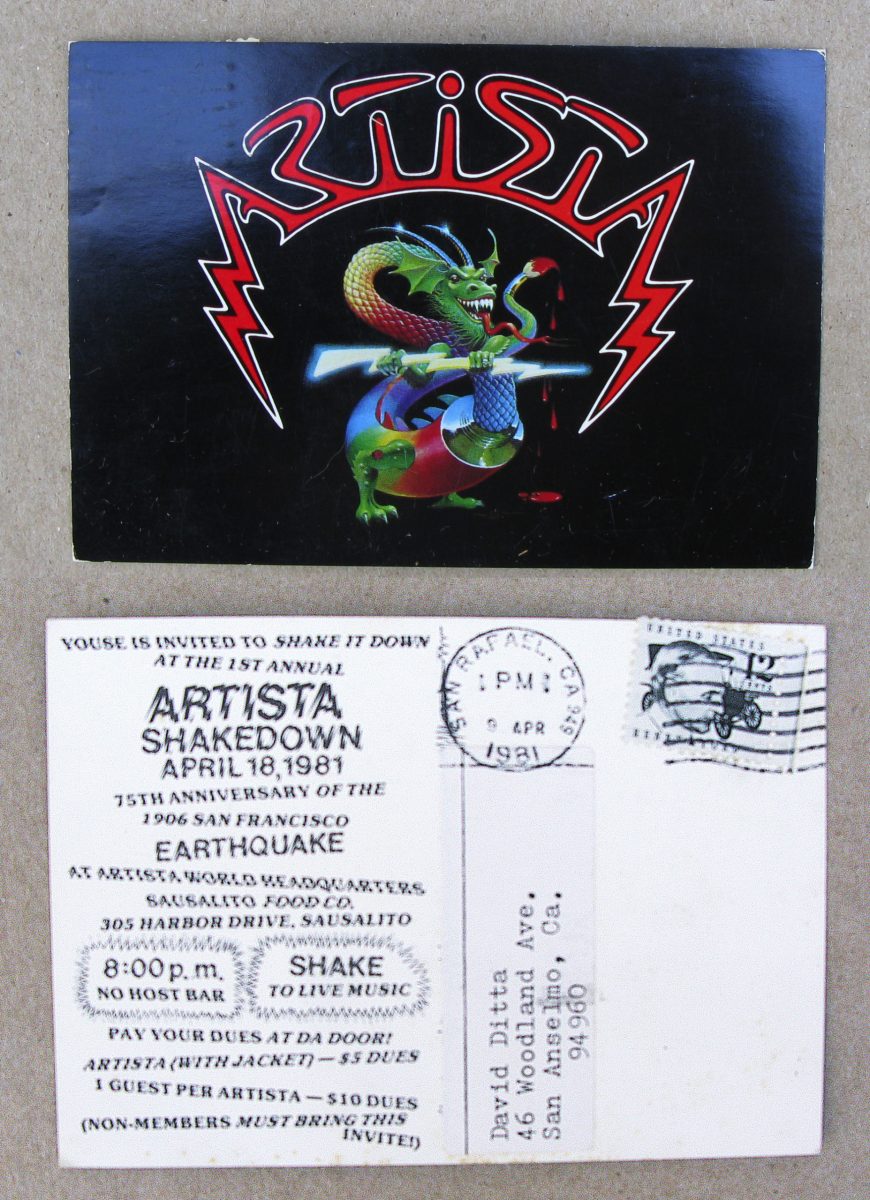 ARTiSTA
YOUSE IS INVITED TO SHAKE IT DOWN
AT THE 1ST ANNUAL
ARTISTA
SHAKEDOWN
APRIL 18, 1981
75TH ANNIVERSARY OF THE
1906 SAN FRANCISCO
EARTHQUAKE
AT ARTISTA WORLD HEADQUARTERS
SAUSALITO FOOD CO.
305 HARBOR DRIVE, SAUSALITO
8:00 p.m.
NO HOST BAR
SHAKE
TO LIVE MUSIC
PAY YOUR DUES AT DA DOOR!
ARTISTA (WITH JACKET) — $5 DUES
1 GUEST PER ARTISTA — $10 DUES
(NON-MEMBERS MUST BRING THIS
INVITE!)
SAN RAFAEL, CA 949
PM
9 APR
1981
UNITED STATES
12
David Ditta
46 Woodland Ave.
San Anselmo, Ca.
94960